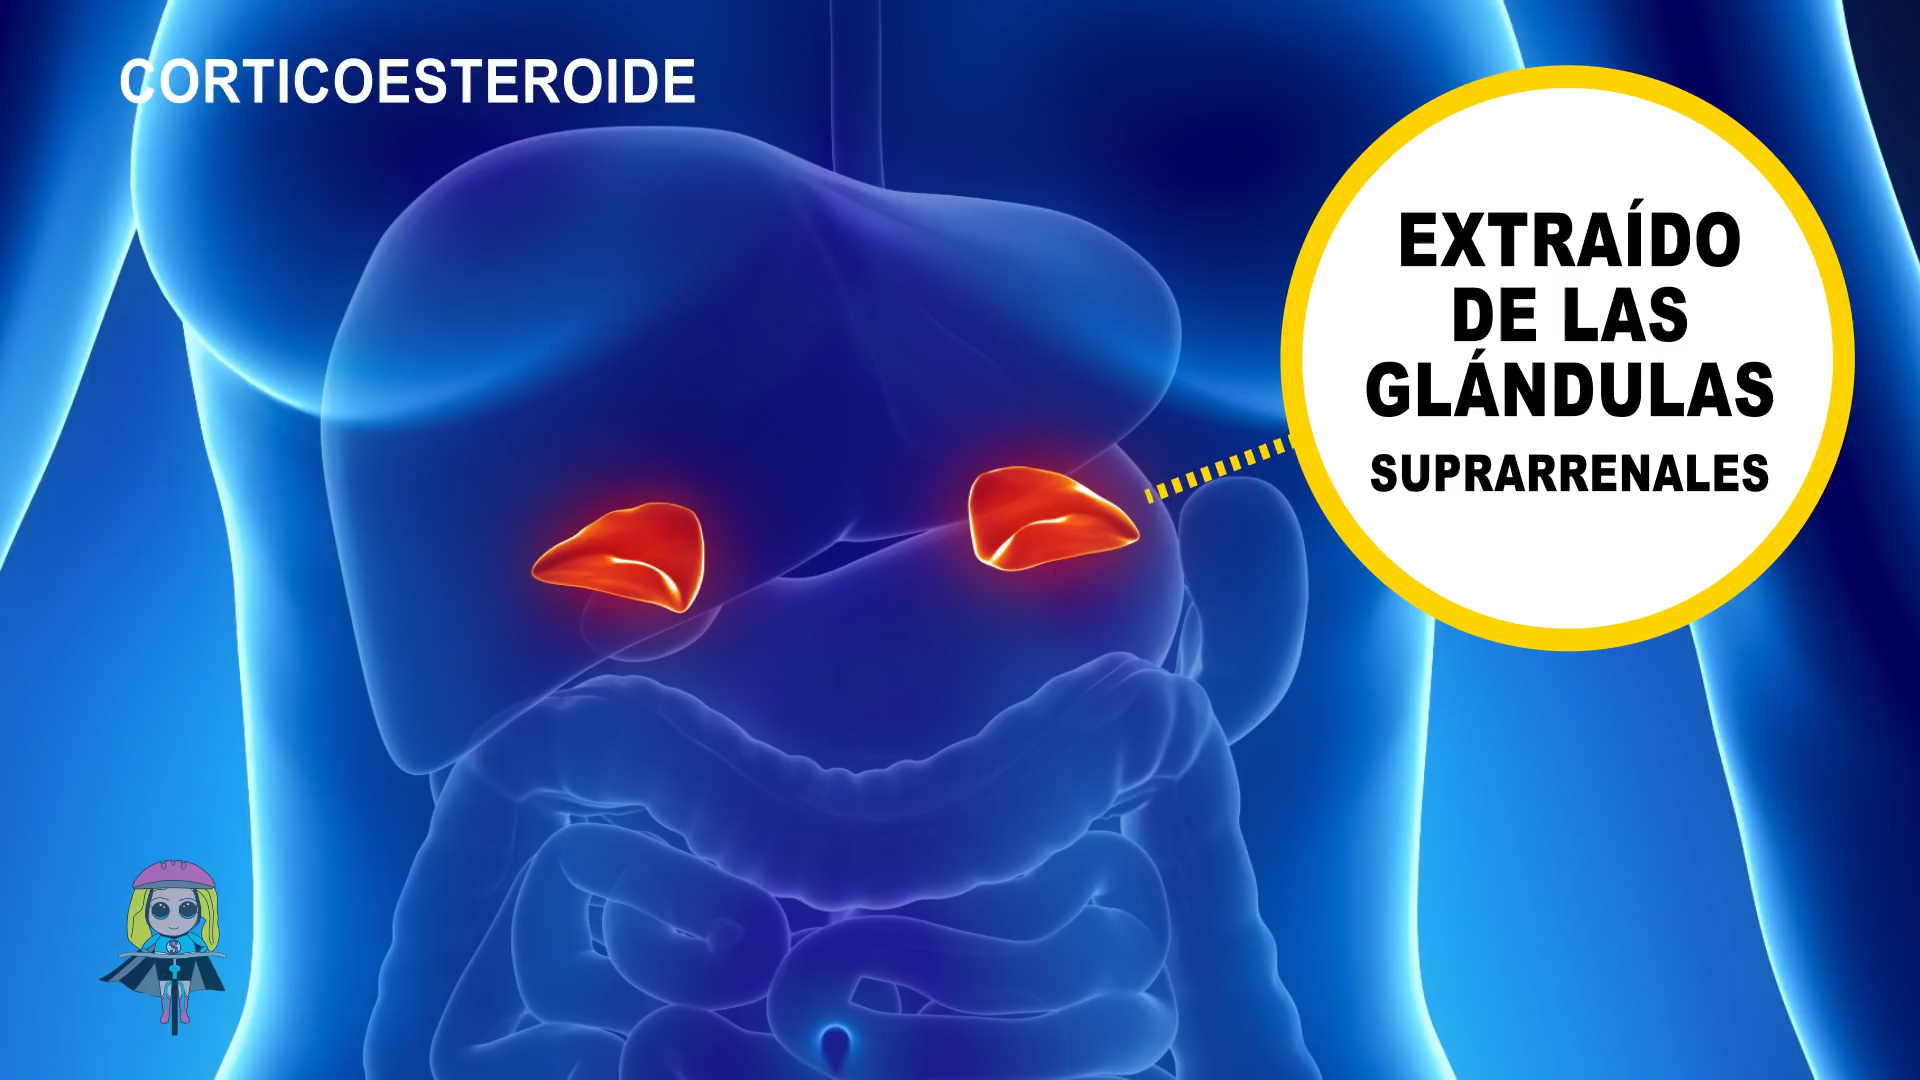 CORTICOESTEROIDE
EXTRAÍDO
DE LAS
GLÁNDULAS
SUPRARRENALES
S